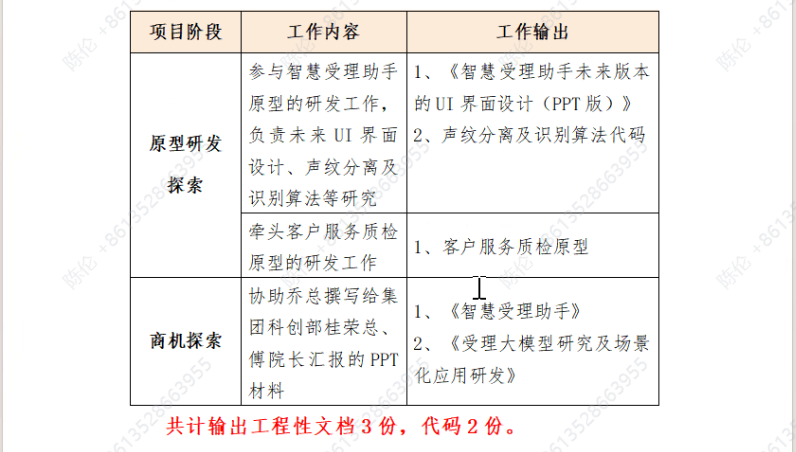 项目阶段 工作内容 工作输出
原型研发
探索
参与智慧受理助手
原型的研发工作，
负责未来 UI 界面
设计、声纹分离及
识别算法等研究
1、《智慧受理助手未来版本
的 UI 界面设计（PPT 版）》
2、声纹分离及识别算法代码
牵头客户服务质检
原型的研发工作
1、客户服务质检原型
商机探索
协助乔总撰写给集
团科创部桂荣总、
傅院长汇报的 PPT
材料
1、《智慧受理助手》
2、《受理大模型研究及场景
化应用研发》
共计输出工程性文档 3 份，代码 2 份。
陈伦 +8613528663955